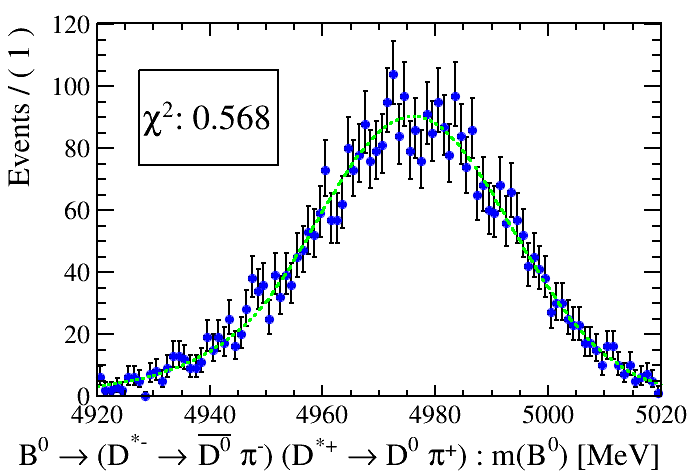 Events / ( 1 )
120
100
80
60
40
20
0
χ²: 0.568
4920 4940 4960 4980 5000 5020
B⁰ → (D*⁻ → D̅⁰ π⁻) (D*⁺ → D⁰ π⁺) : m(B⁰) [MeV]